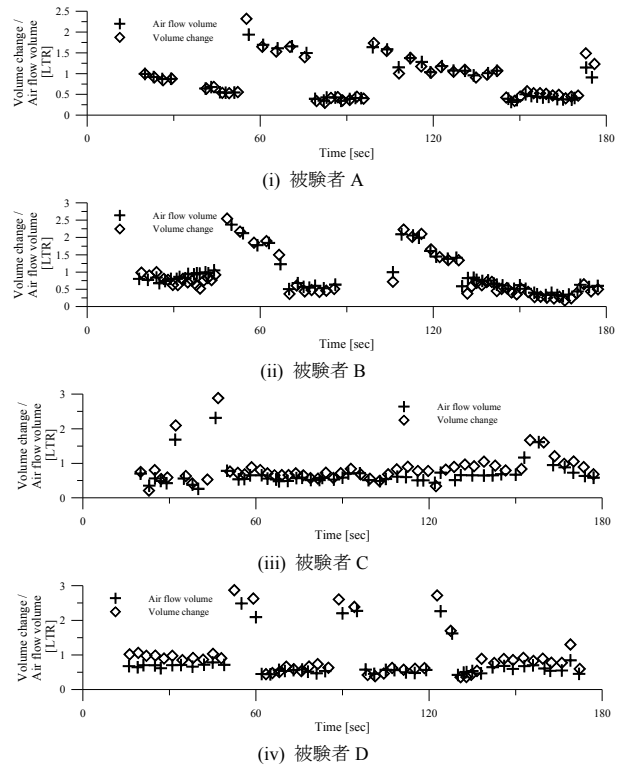 Volume change /
Air flow volume
[LTR]
2.5
2
1.5
1
0.5
0
Air flow volume
Volume change
0
60
120
180
Time [sec]
(i) 被験者 A
Volume change /
Air flow volume
[LTR]
3
2.5
2
1.5
1
0.5
0
Air flow volume
Volume change
0
60
120
180
Time [sec]
(ii) 被験者 B
Volume change /
Air flow volume
[LTR]
3
2
1
0
Air flow volume
Volume change
0
60
120
180
Time [sec]
(iii) 被験者 C
Volume change /
Air flow volume
[LTR]
3
2
1
0
Air flow volume
Volume change
0
60
120
180
Time [sec]
(iv) 被験者 D